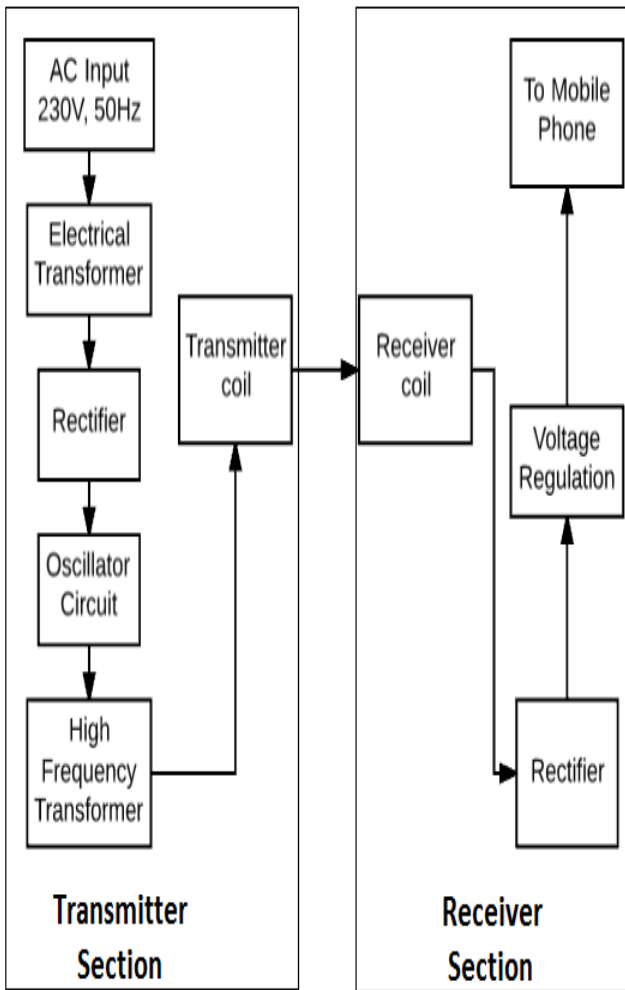 AC Input
230V, 50Hz
Electrical
Transformer
Rectifier
Oscillator
Circuit
High
Frequency
Transformer
Transmitter
coil
Transmitter
Section
Receiver
coil
Rectifier
Voltage
Regulation
To Mobile
Phone
Receiver
Section